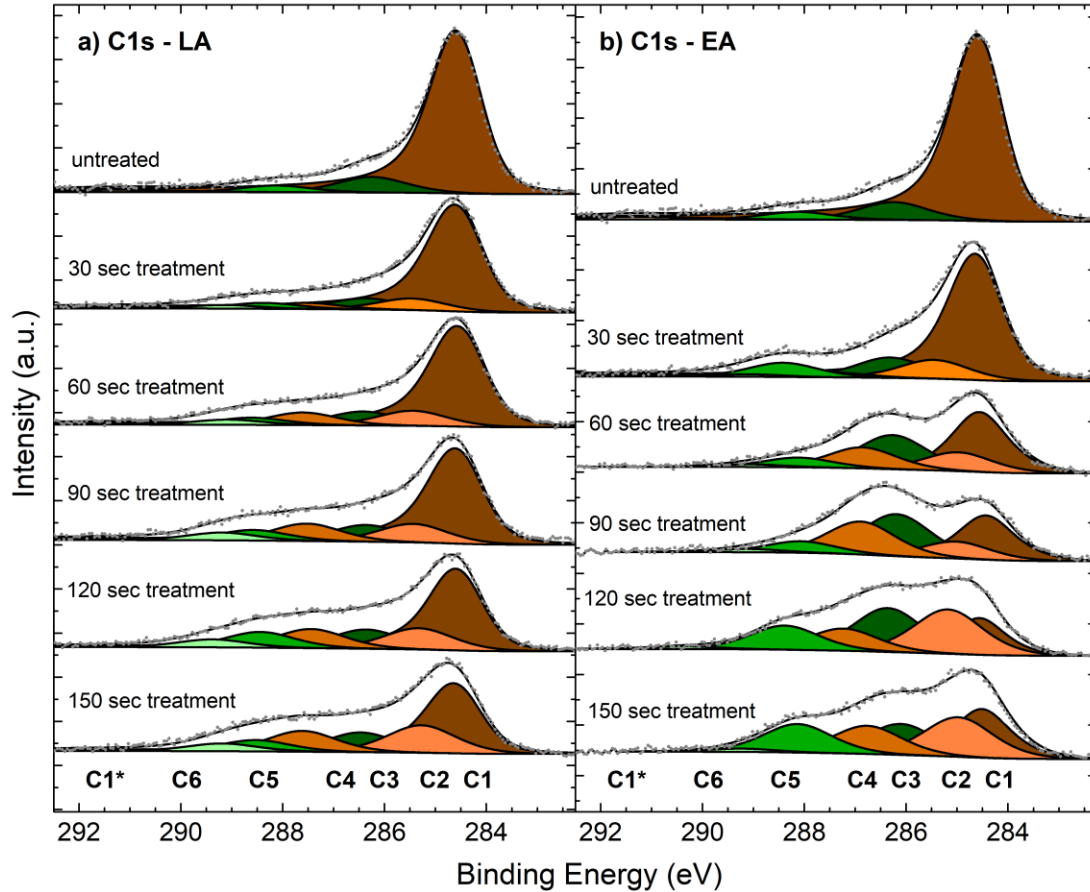 a) C1s - LA
untreated
30 sec treatment
60 sec treatment
90 sec treatment
120 sec treatment
150 sec treatment
C1* C6 C5 C4 C3 C2 C1
292 290 288 286 284
b) C1s - EA
untreated
30 sec treatment
60 sec treatment
90 sec treatment
120 sec treatment
150 sec treatment
C1* C6 C5 C4 C3 C2 C1
292 290 288 286 284
Intensity (a.u.)
Binding Energy (eV)